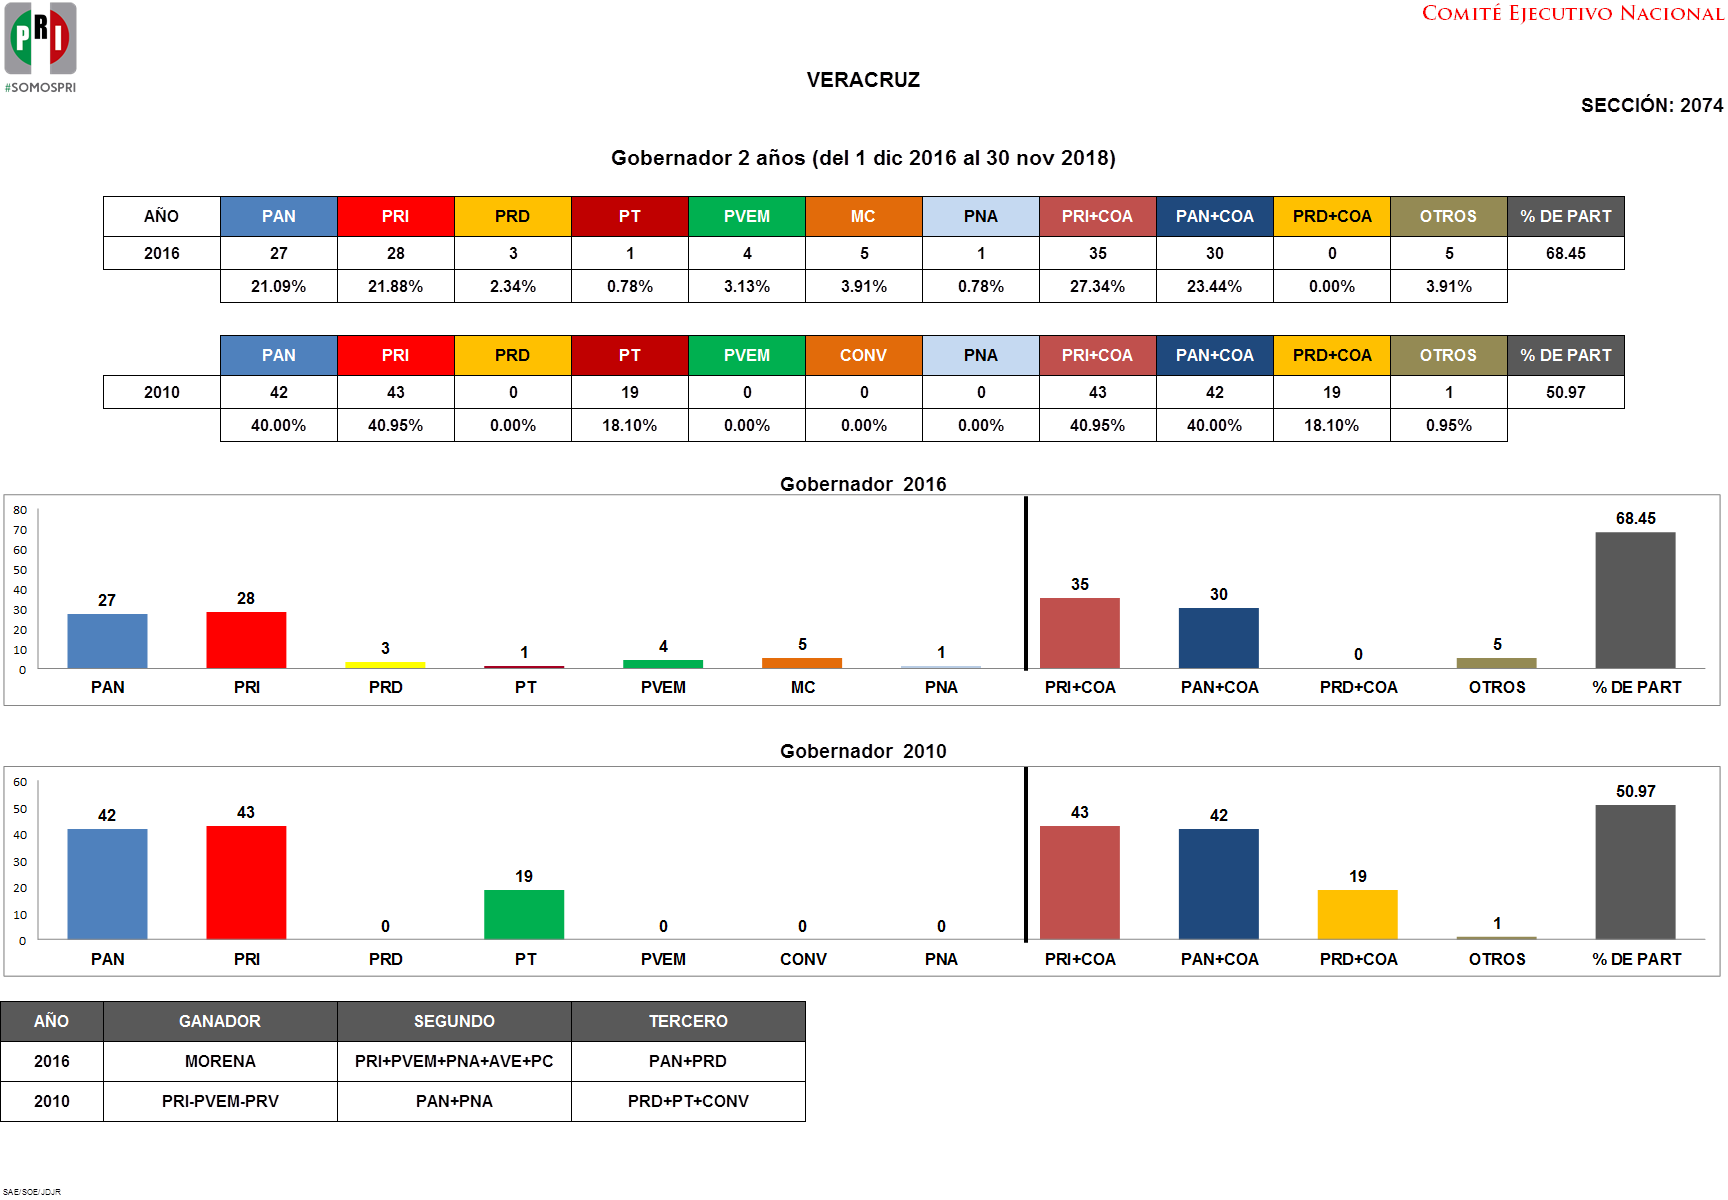 COMITÉ EJECUTIVO NACIONAL
PRI
#SOMOSPRI
VERACRUZ
SECCIÓN: 2074
Gobernador 2 años (del 1 dic 2016 al 30 nov 2018)
AÑO PAN PRI PRD PT PVEM MC PNA PRI+COA PAN+COA PRD+COA OTROS % DE PART
2016 27 28 3 1 4 5 1 35 30 0 5 68.45
21.09% 21.88% 2.34% 0.78% 3.13% 3.91% 0.78% 27.34% 23.44% 0.00% 3.91%
PAN PRI PRD PT PVEM CONV PNA PRI+COA PAN+COA PRD+COA OTROS % DE PART
2010 42 43 0 19 0 0 0 43 42 19 1 50.97
40.00% 40.95% 0.00% 18.10% 0.00% 0.00% 0.00% 40.95% 40.00% 18.10% 0.95%
Gobernador 2016
80
70
60
50
40
30
20
10
0
27 28 3 1 4 5 1 35 30 0 5 68.45
PAN PRI PRD PT PVEM MC PNA PRI+COA PAN+COA PRD+COA OTROS % DE PART
Gobernador 2010
60
50
40
30
20
10
0
42 43 0 19 0 0 0 43 42 19 1 50.97
PAN PRI PRD PT PVEM CONV PNA PRI+COA PAN+COA PRD+COA OTROS % DE PART
AÑO GANADOR SEGUNDO TERCERO
2016 MORENA PRI+PVEM+PNA+AVE+PC PAN+PRD
2010 PRI-PVEM-PRV PAN+PNA PRD+PT+CONV
SAE/SOE/JDJR